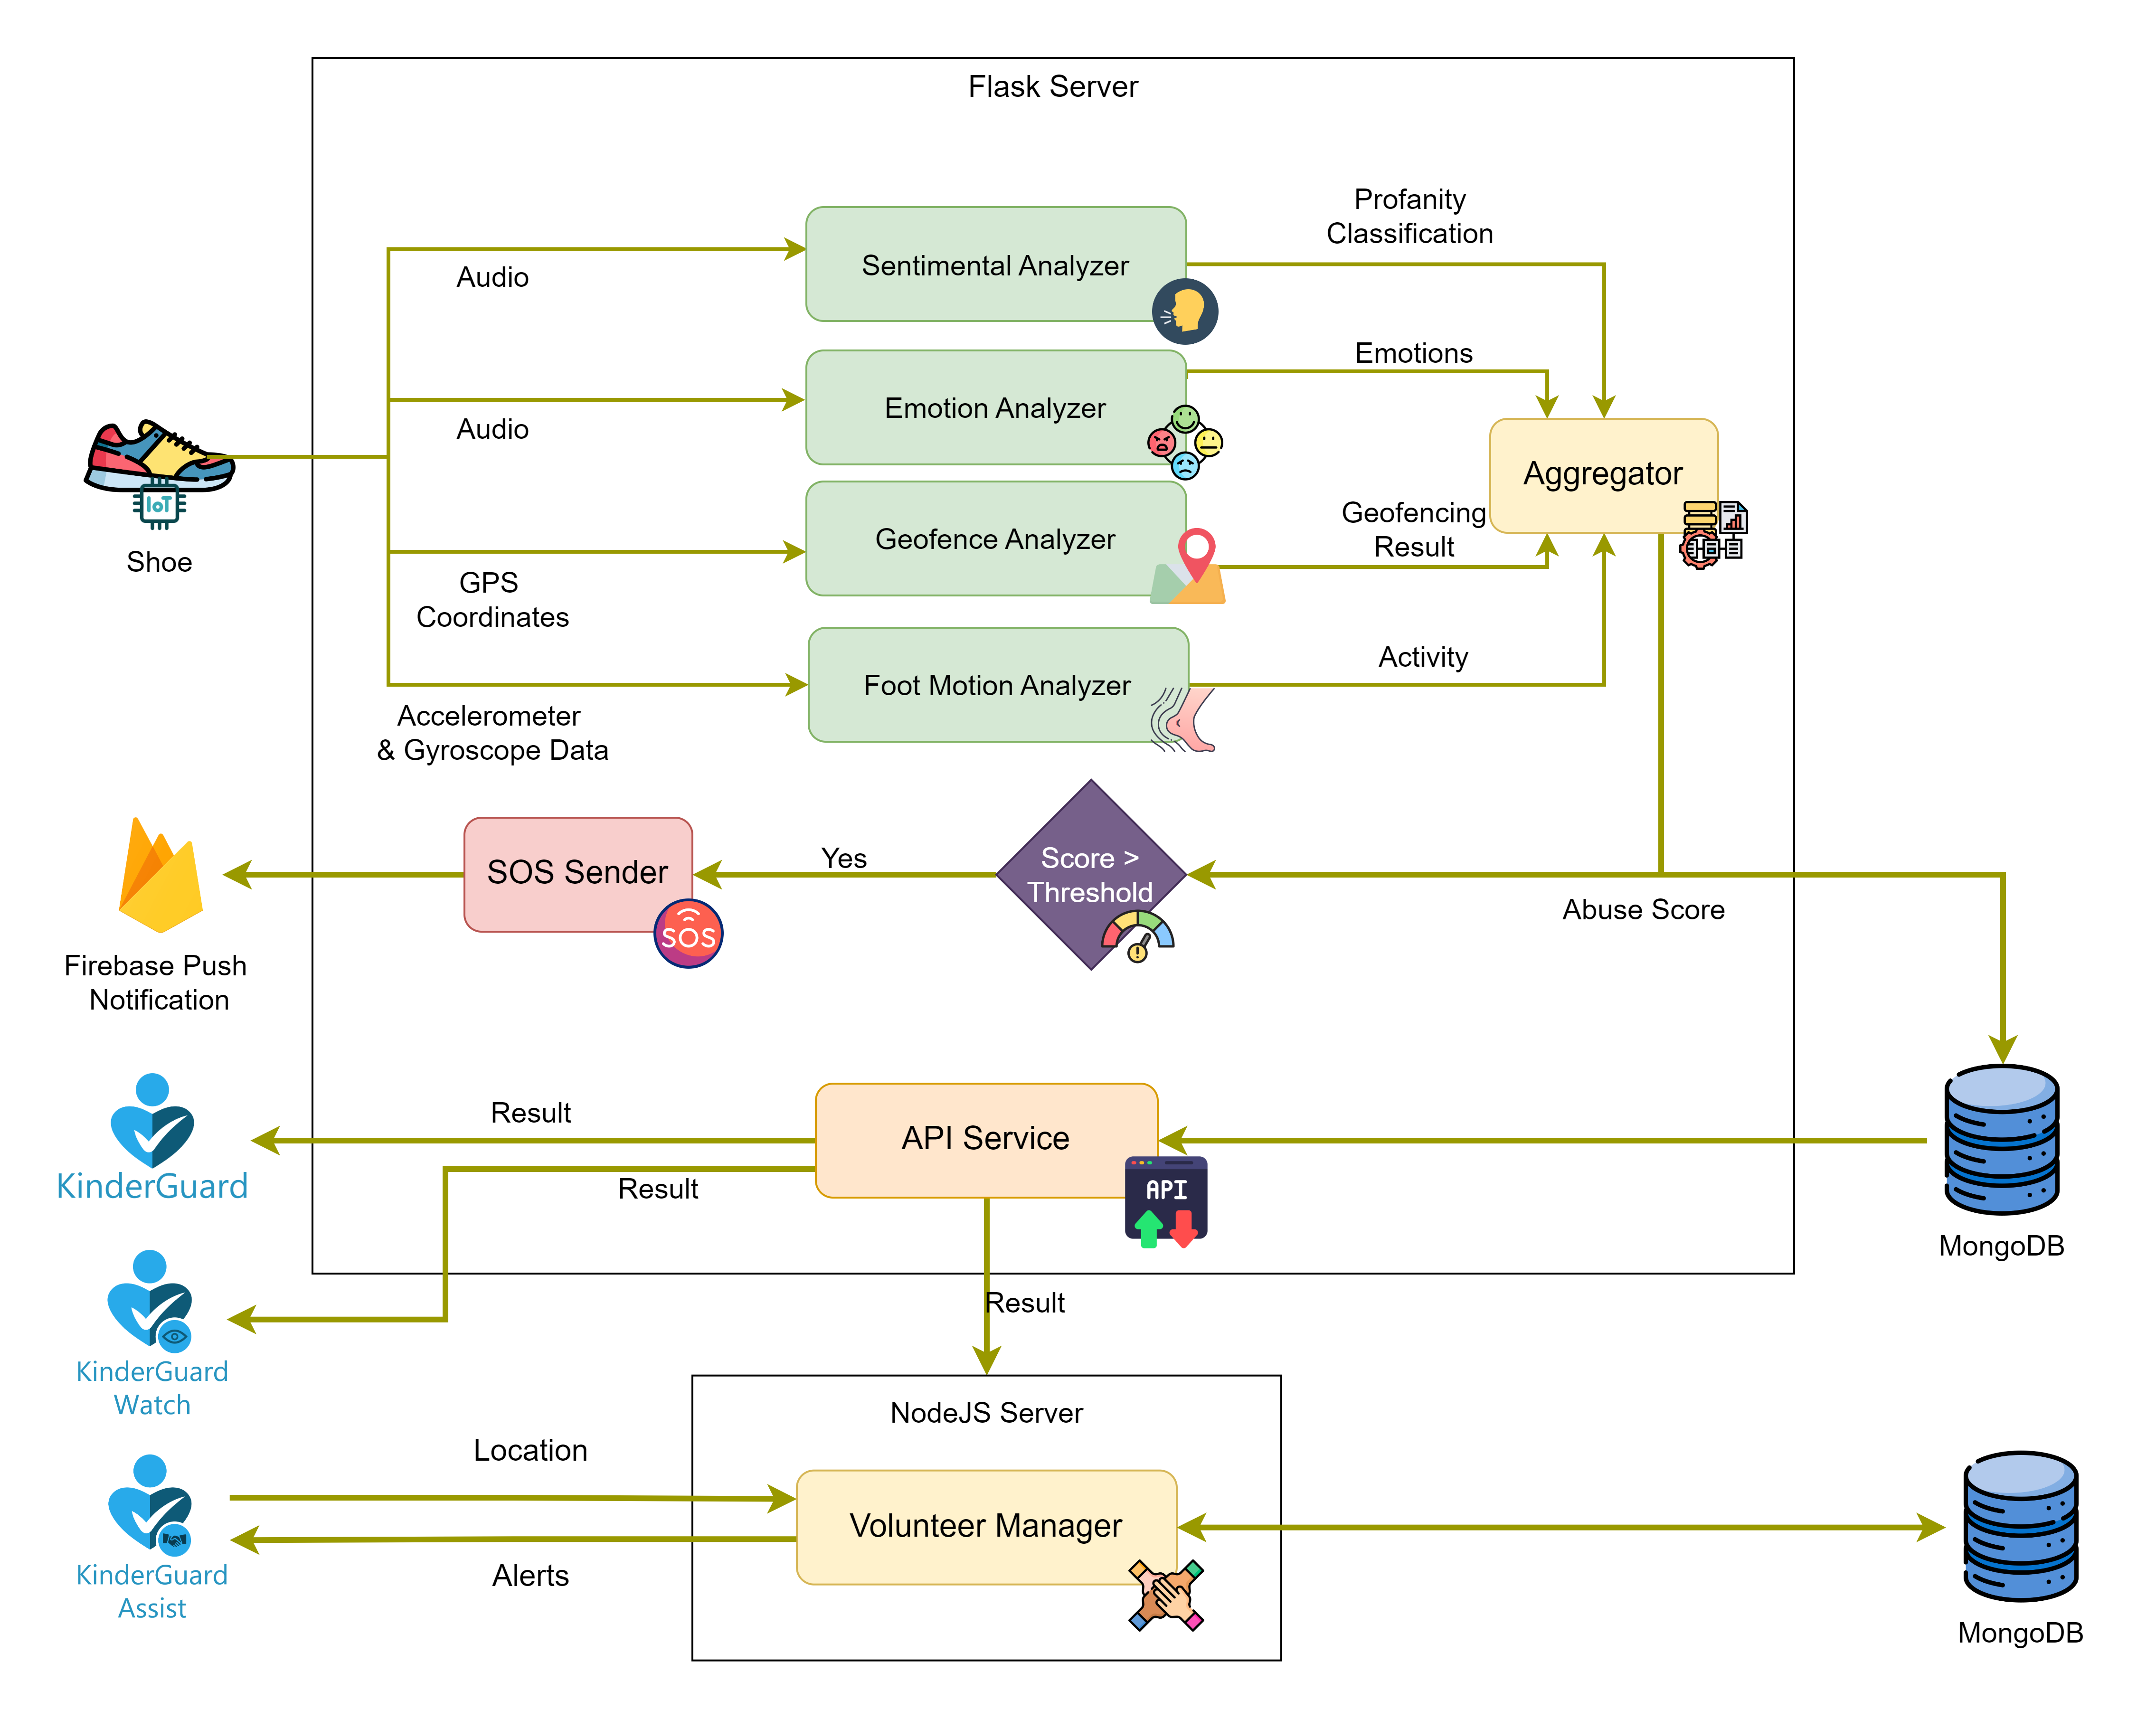 Flask Server
Profanity
Classification
Sentimental Analyzer
Audio
Emotions
Emotion Analyzer
Audio
Aggregator
IoT
Shoe
Geofencing
Result
Geofence Analyzer
GPS
Coordinates
Activity
Foot Motion Analyzer
Accelerometer
& Gyroscope Data
SOS Sender
SOS
Yes
Score >
Threshold
Abuse Score
Firebase Push
Notification
Result
API Service
API
KinderGuard
Result
MongoDB
Result
KinderGuard
Watch
NodeJS Server
Location
Volunteer Manager
Alerts
KinderGuard
Assist
MongoDB